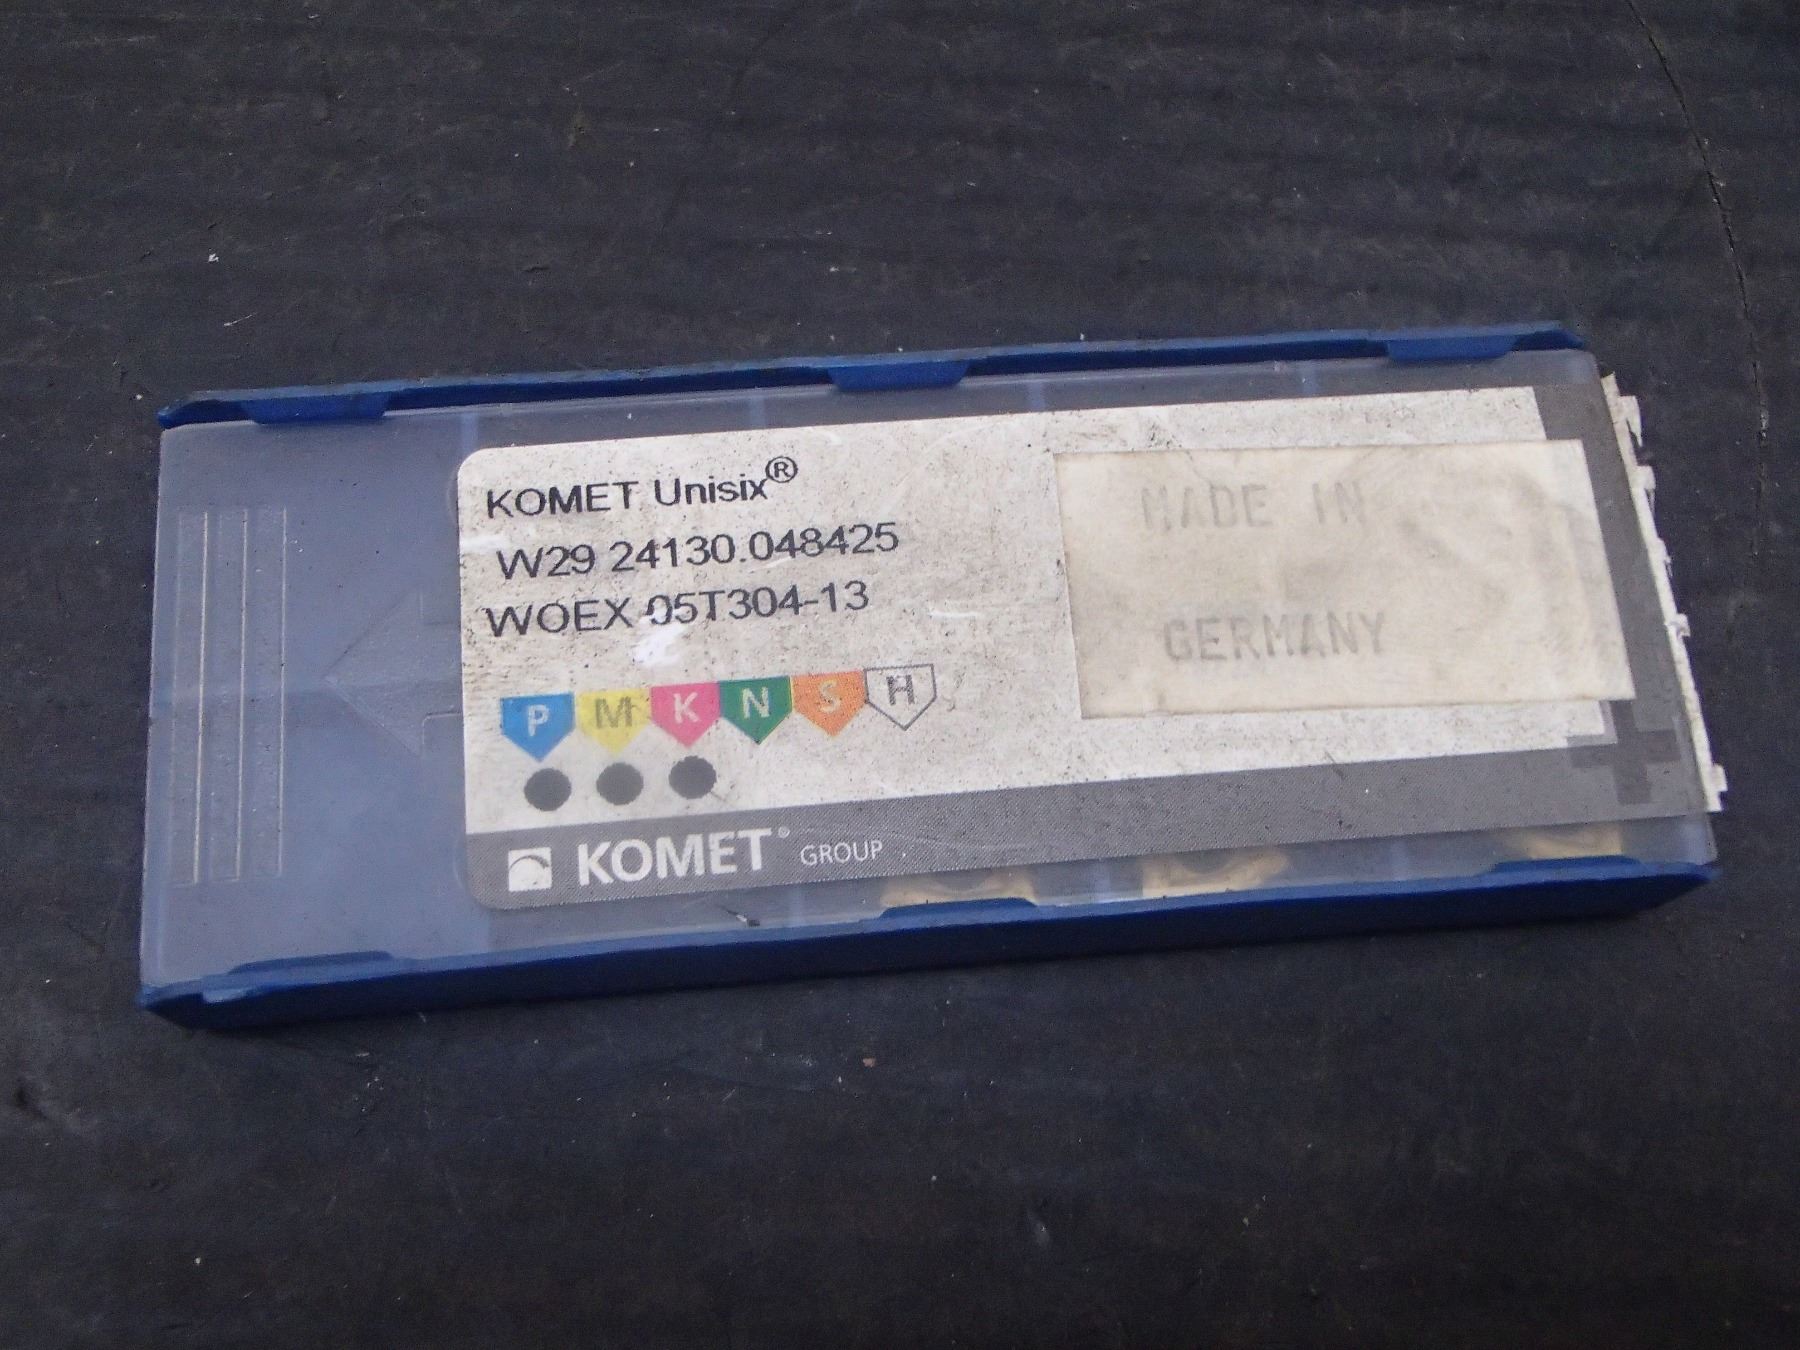 KOMET Unisix®
W29 24130.048425
WOEX 05T304-13
MADE IN
GERMANY
P M K N S H
KOMET® GROUP